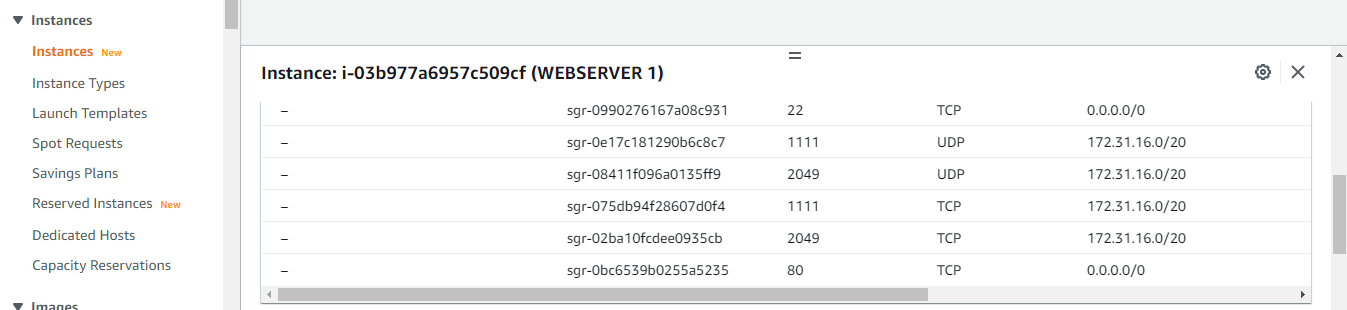 Instances
Instances New
Instance Types
Launch Templates
Spot Requests
Savings Plans
Reserved Instances New
Dedicated Hosts
Capacity Reservations
Images
Instance: i-03b977a6957c509cf (WEBSERVER 1)
– sgr-0990276167a08c931 22 TCP 0.0.0.0/0
– sgr-0e17c181290b6c8c7 1111 UDP 172.31.16.0/20
– sgr-08411f096a0135ff9 2049 UDP 172.31.16.0/20
– sgr-075db94f28607d0f4 1111 TCP 172.31.16.0/20
– sgr-02ba10fcdee0935cb 2049 TCP 172.31.16.0/20
– sgr-0bc6539b0255a5235 80 TCP 0.0.0.0/0